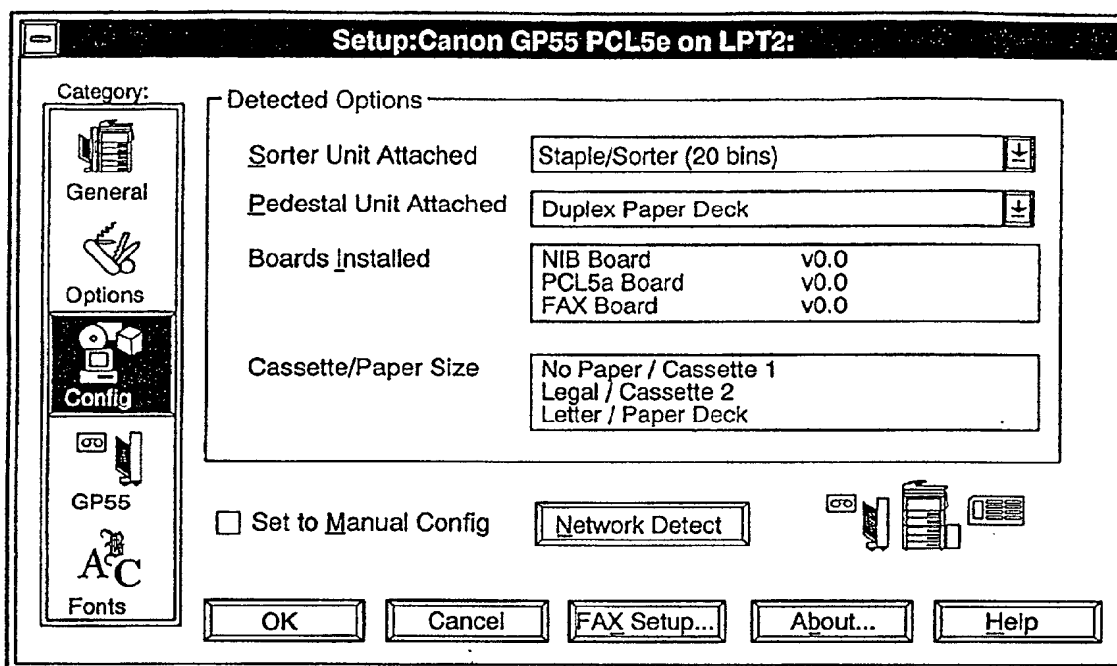 Setup:Canon GP55 PCL5e on LPT2:
Category:
General
Options
Config
GP55
Fonts
Detected Options
Sorter Unit Attached
Staple/Sorter (20 bins)
Pedestal Unit Attached
Duplex Paper Deck
Boards Installed
NIB Board v0.0
PCL5a Board v0.0
FAX Board v0.0
Cassette/Paper Size
No Paper / Cassette 1
Legal / Cassette 2
Letter / Paper Deck
Set to Manual Config
Network Detect
OK
Cancel
FAX Setup...
About...
Help